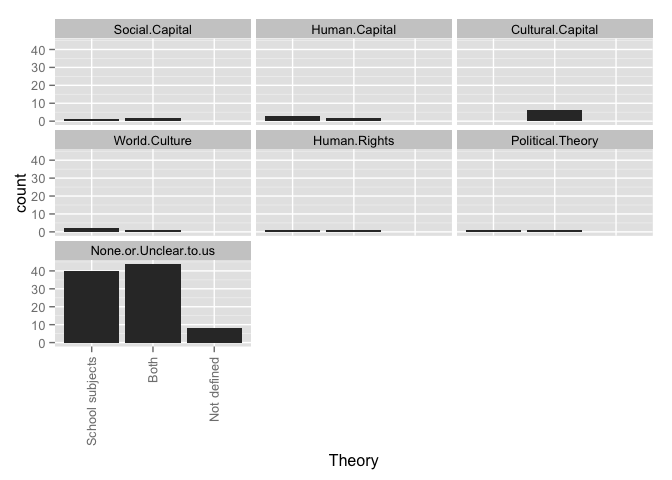 Social.Capital
Human.Capital
Cultural.Capital
40
30
20
10
0
World.Culture
Human.Rights
Political.Theory
40
30
20
10
0
None.or.Unclear.to.us
40
30
20
10
0
count
School subjects
Both
Not defined
Theory